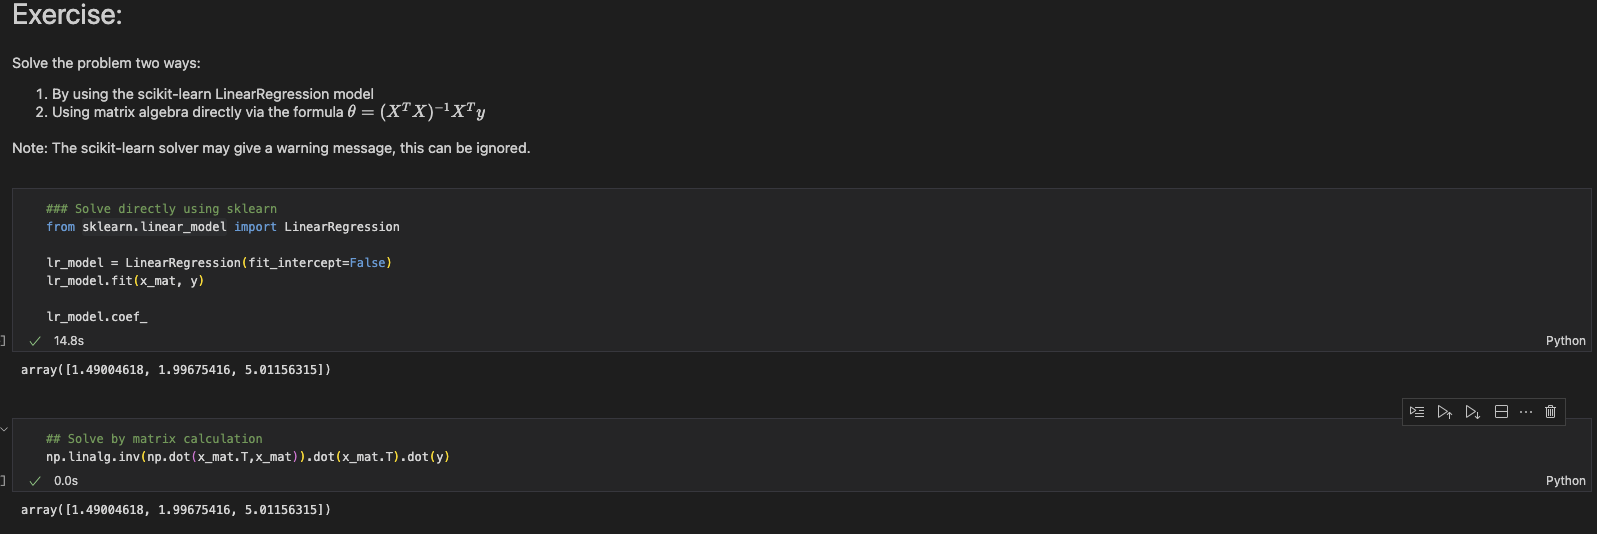 Exercise:
Solve the problem two ways:
1. By using the scikit-learn LinearRegression model
2. Using matrix algebra directly via the formula θ = (XᵀX)⁻¹Xᵀy
Note: The scikit-learn solver may give a warning message, this can be ignored.
### Solve directly using sklearn
from sklearn.linear_model import LinearRegression
lr_model = LinearRegression(fit_intercept=False)
lr_model.fit(x_mat, y)
lr_model.coef_
] ✓ 14.8s Python
array([1.49004618, 1.99675416, 5.01156315])
## Solve by matrix calculation
np.linalg.inv(np.dot(x_mat.T,x_mat)).dot(x_mat.T).dot(y)
] ✓ 0.0s Python
array([1.49004618, 1.99675416, 5.01156315])